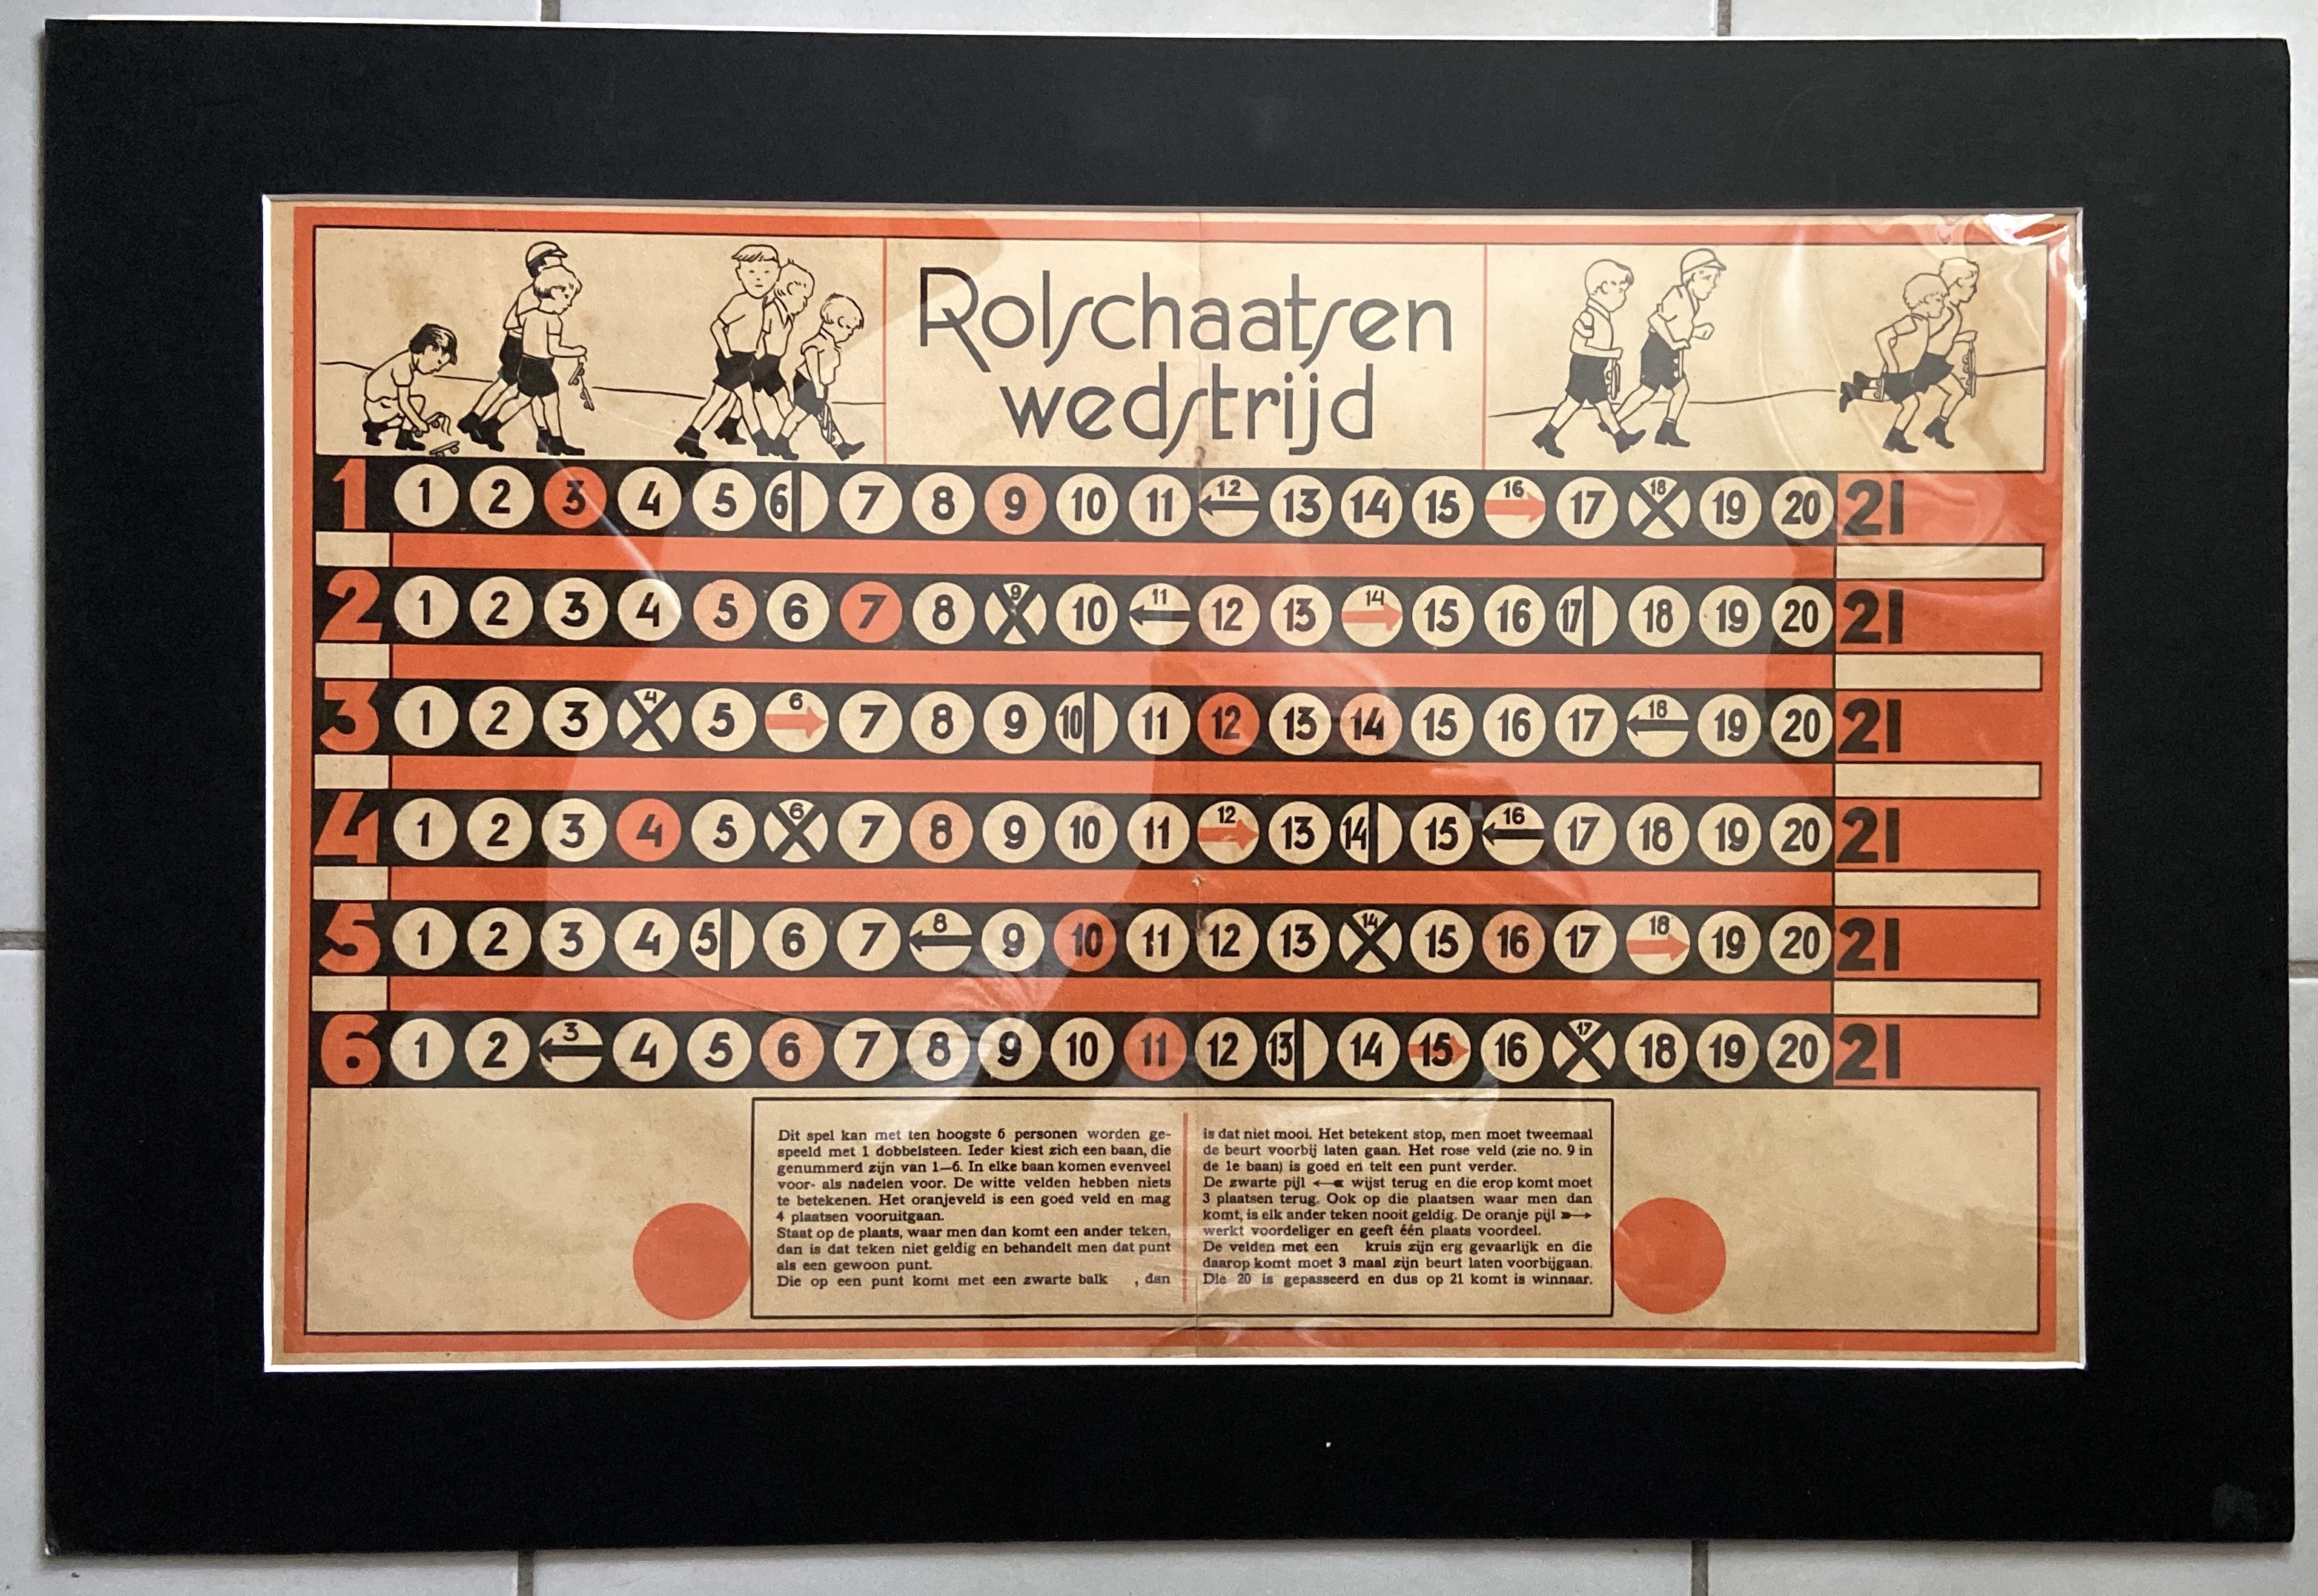 Rolschaatsen
wedstrijd
1 1 2 3 4 5 6 7 8 9 10 11 12 13 14 15 16 17 18 19 20 21
2 1 2 3 4 5 6 7 8 9 10 11 12 13 14 15 16 17 18 19 20 21
3 1 2 3 4 5 6 7 8 9 10 11 12 13 14 15 16 17 18 19 20 21
4 1 2 3 4 5 6 7 8 9 10 11 12 13 14 15 16 17 18 19 20 21
5 1 2 3 4 5 6 7 8 9 10 11 12 13 14 15 16 17 18 19 20 21
6 1 2 3 4 5 6 7 8 9 10 11 12 13 14 15 16 17 18 19 20 21
Dit spel kan met ten hoogste 6 personen worden ge-
speeld met 1 dobbelsteen. Ieder kiest zich een baan, die
genummerd zijn van 1—6. In elke baan komen evenveel
voor- als nadelen voor. De witte velden hebben niets
te betekenen. Het oranjeveld is een goed veld en mag
4 plaatsen vooruitgaan.
Staat op de plaats, waar men dan komt een ander teken,
dan is dat teken niet geldig en behandelt men dat punt
als een gewoon punt.
Die op een punt komt met een zwarte balk , dan
is dat niet mooi. Het betekent stop, men moet tweemaal
de beurt voorbij laten gaan. Het rose veld (zie no. 9 in
de 1e baan) is goed en telt een punt verder.
De zwarte pijl ← wijst terug en die erop komt moet
3 plaatsen terug. Ook op die plaatsen waar men dan
komt, is elk ander teken nooit geldig. De oranje pijl →
werkt voordeliger en geeft één plaats voordeel.
De velden met een kruis zijn erg gevaarlijk en die
daarop komt moet 3 maal zijn beurt laten voorbijgaan.
Die 20 is gepasseerd en dus op 21 komt is winnaar.